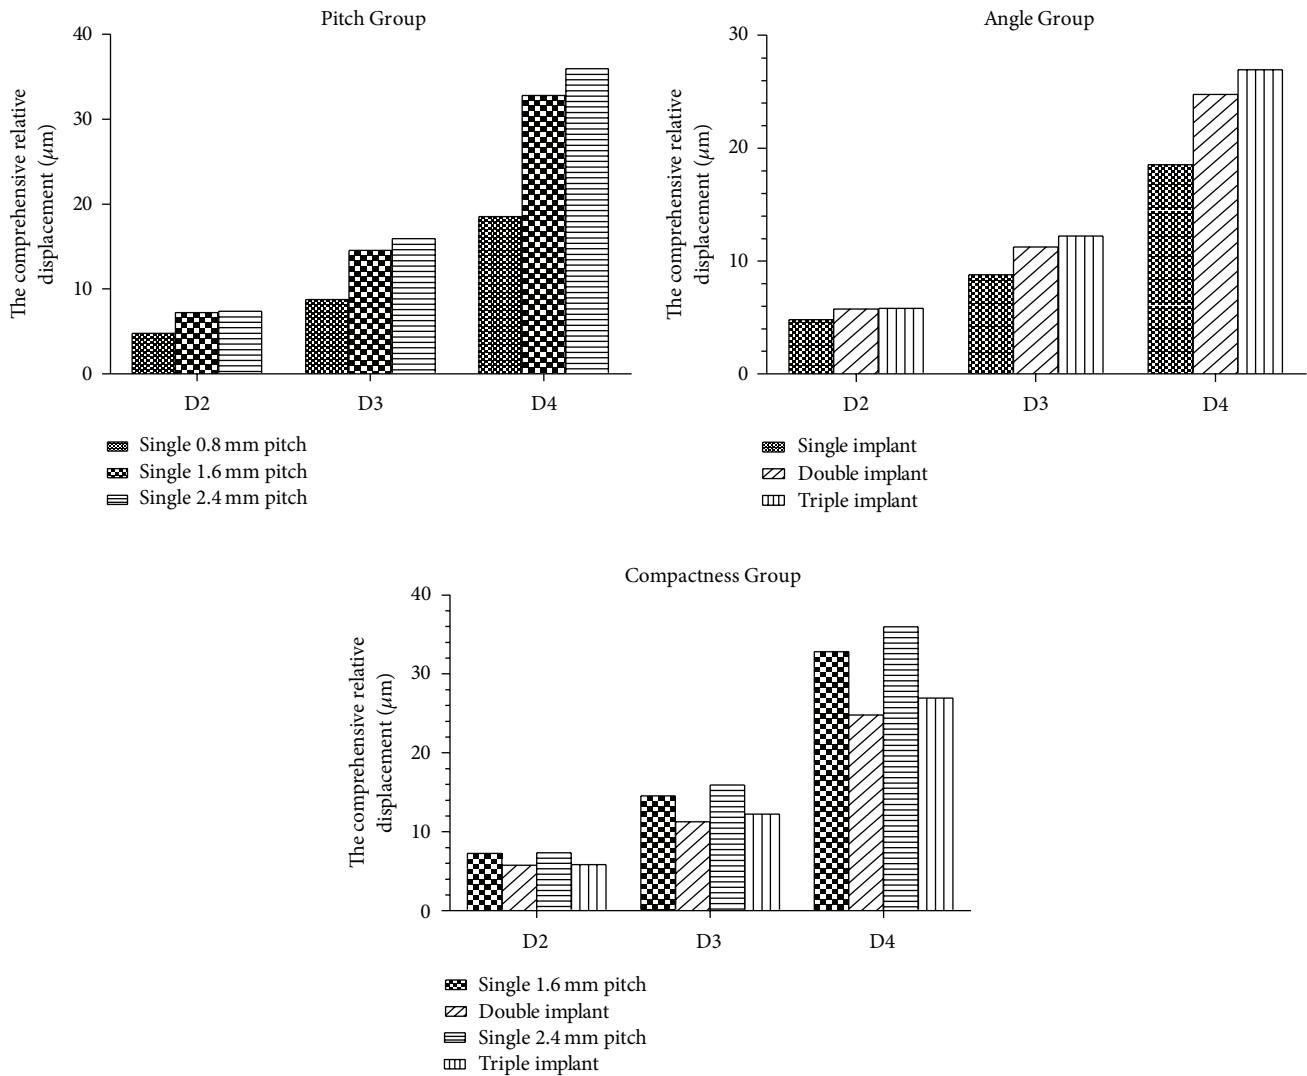 Pitch Group
40
30
20
10
0
The comprehensive relative
displacement (μm)
D2 D3 D4
Single 0.8 mm pitch
Single 1.6 mm pitch
Single 2.4 mm pitch
Angle Group
30
20
10
0
The comprehensive relative
displacement (μm)
D2 D3 D4
Single implant
Double implant
Triple implant
Compactness Group
40
30
20
10
0
The comprehensive relative
displacement (μm)
D2 D3 D4
Single 1.6 mm pitch
Double implant
Single 2.4 mm pitch
Triple implant